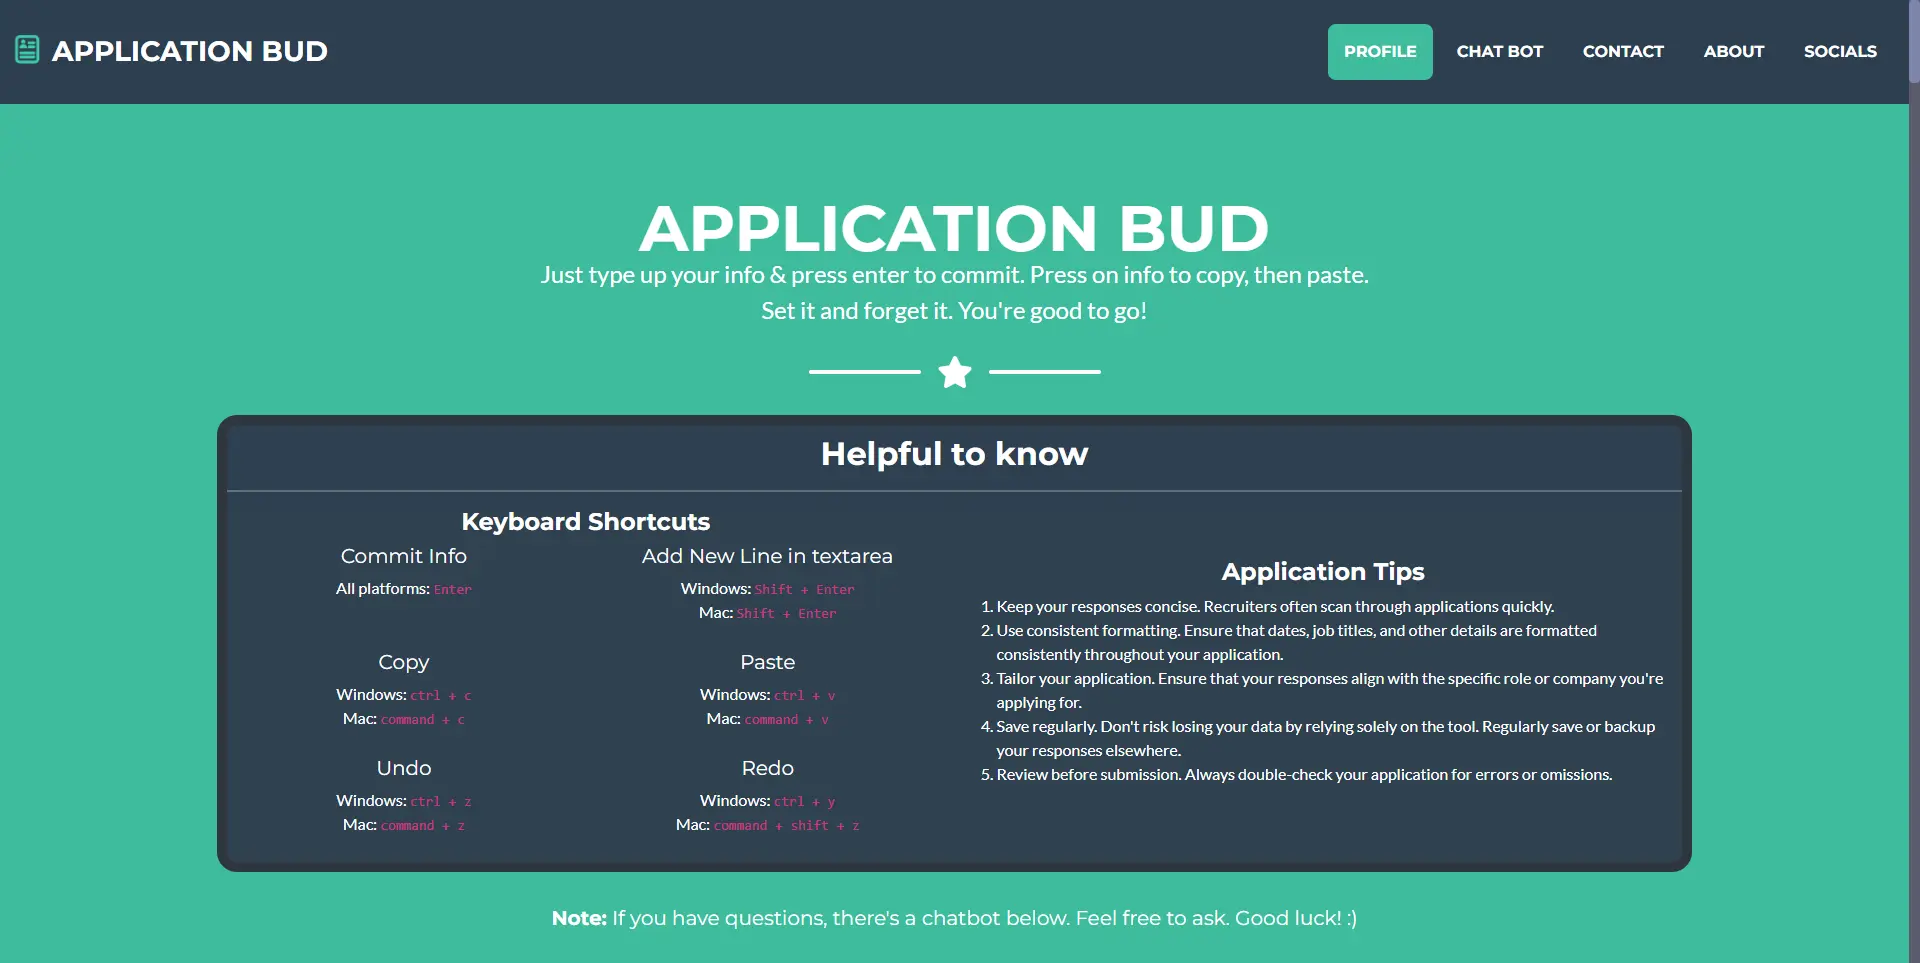 APPLICATION BUD
PROFILE
CHAT BOT
CONTACT
ABOUT
SOCIALS
APPLICATION BUD
Just type up your info & press enter to commit. Press on info to copy, then paste.
Set it and forget it. You're good to go!
Helpful to know
Keyboard Shortcuts
Commit Info
All platforms: Enter
Add New Line in textarea
Windows: Shift + Enter
Mac: Shift + Enter
Copy
Windows: ctrl + c
Mac: command + c
Paste
Windows: ctrl + v
Mac: command + v
Undo
Windows: ctrl + z
Mac: command + z
Redo
Windows: ctrl + y
Mac: command + shift + z
Application Tips
1. Keep your responses concise. Recruiters often scan through applications quickly.
2. Use consistent formatting. Ensure that dates, job titles, and other details are formatted
consistently throughout your application.
3. Tailor your application. Ensure that your responses align with the specific role or company you're
applying for.
4. Save regularly. Don't risk losing your data by relying solely on the tool. Regularly save or backup
your responses elsewhere.
5. Review before submission. Always double-check your application for errors or omissions.
Note: If you have questions, there's a chatbot below. Feel free to ask. Good luck! :)